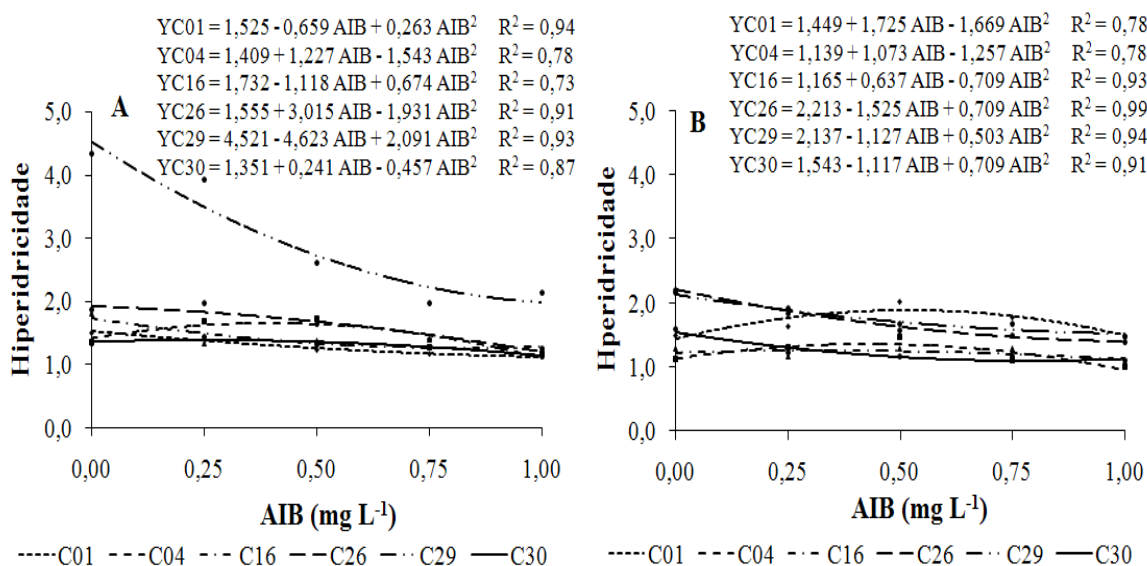 YC01 = 1,525 - 0,659 AIB + 0,263 AIB² R² = 0,94
YC04 = 1,409 + 1,227 AIB - 1,543 AIB² R² = 0,78
YC16 = 1,732 - 1,118 AIB + 0,674 AIB² R² = 0,73
YC26 = 1,555 + 3,015 AIB - 1,931 AIB² R² = 0,91
YC29 = 4,521 - 4,623 AIB + 2,091 AIB² R² = 0,93
YC30 = 1,351 + 0,241 AIB - 0,457 AIB² R² = 0,87
A
Hiperidricidade
5,0
4,0
3,0
2,0
1,0
0,0
0,00 0,25 0,50 0,75 1,00
AIB (mg L⁻¹)
C01 C04 C16 C26 C29 C30
YC01 = 1,449 + 1,725 AIB - 1,669 AIB² R² = 0,78
YC04 = 1,139 + 1,073 AIB - 1,257 AIB² R² = 0,78
YC16 = 1,165 + 0,637 AIB - 0,709 AIB² R² = 0,93
YC26 = 2,213 - 1,525 AIB + 0,709 AIB² R² = 0,99
YC29 = 2,137 - 1,127 AIB + 0,503 AIB² R² = 0,94
YC30 = 1,543 - 1,117 AIB + 0,709 AIB² R² = 0,91
B
Hperidricidade
5,0
4,0
3,0
2,0
1,0
0,0
0,00 0,25 0,50 0,75 1,00
AIB (mg L⁻¹)
C01 C04 C16 C26 C29 C30